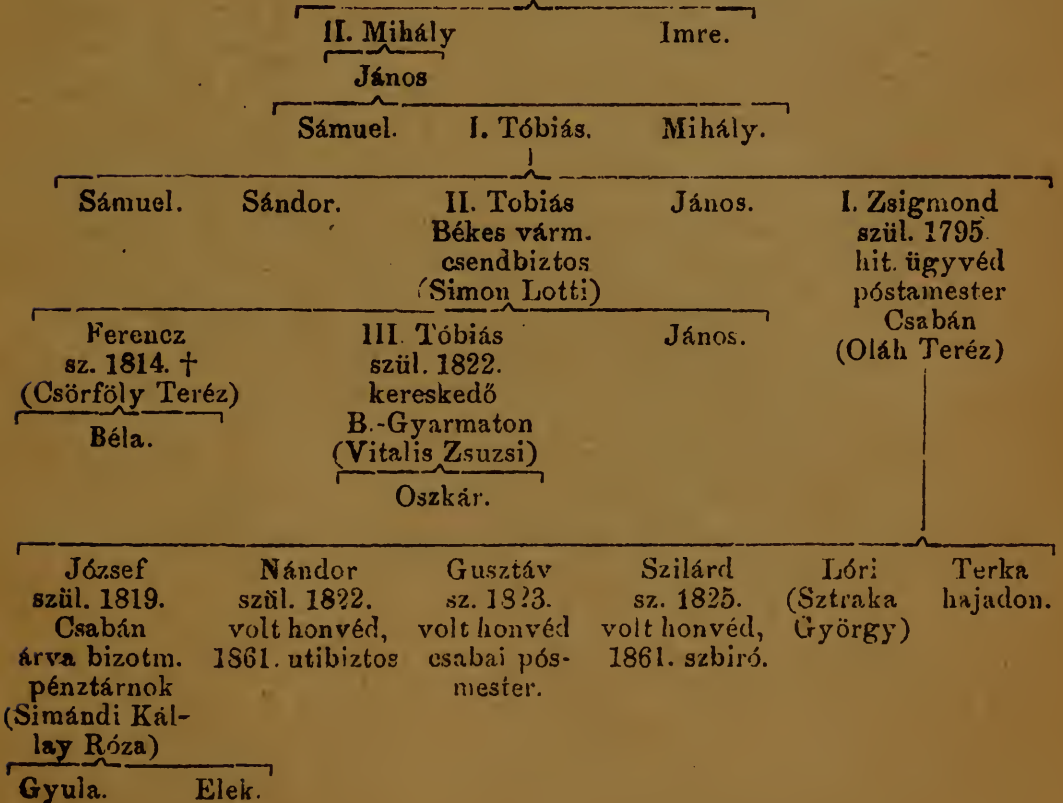 II. Mihály Imre.
János
Sámuel. I. Tóbiás. Mihály.
Sámuel. Sándor. II. Tobiás János. I. Zsigmond
Békes várm. szül. 1795.
csendbiztos hit. ügyvéd
(Simon Lotti) póstamester
Csabán
(Oláh Teréz)
Ferencz III. Tóbiás János.
sz. 1814. † szül. 1822.
(Csörföly Teréz) kereskedő
Béla. B.-Gyarmaton
(Vitalis Zsuzsi)
Oszkár.
József Nándor Gusztáv Szilárd Lóri Terka
szül. 1819. szül. 1822. sz. 1823. sz. 1825. (Sztraka hajadon.
Csabán volt honvéd, volt honvéd volt honvéd, György)
árva bizotm. 1861. utibiztos csabai pós- 1861. szbiró.
pénztárnok mester.
(Simándi Kál-
lay Róza)
Gyula. Elek.